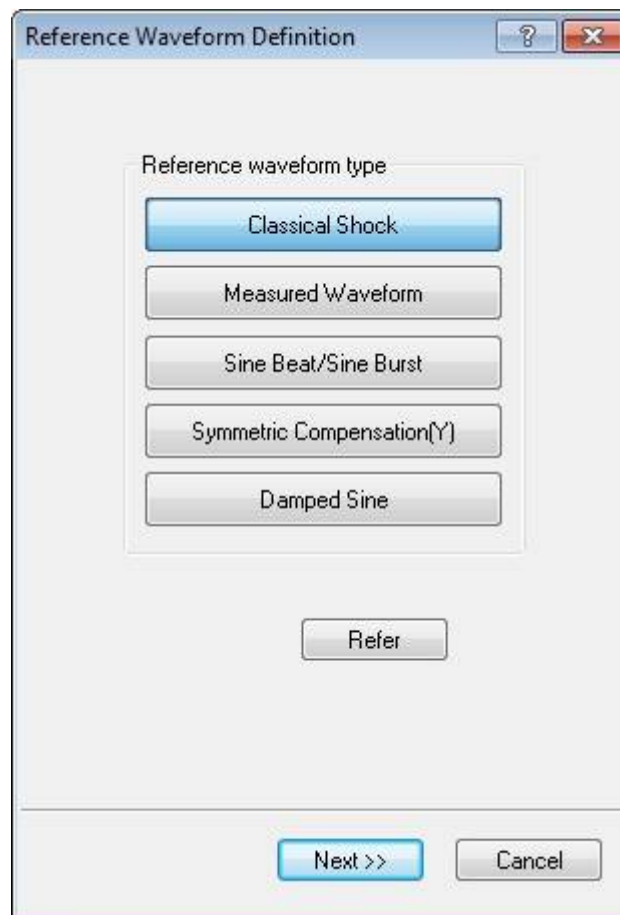 Reference Waveform Definition
Reference waveform type
Classical Shock
Measured Waveform
Sine Beat/Sine Burst
Symmetric Compensation(Y)
Damped Sine
Refer
Next >>
Cancel